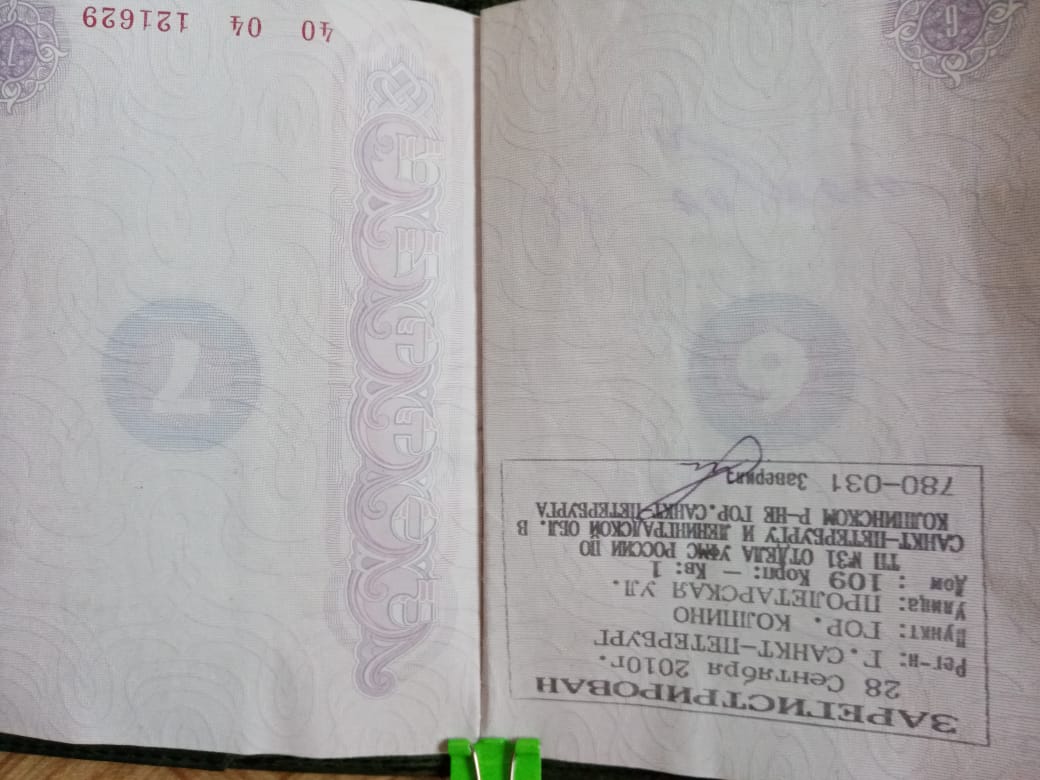 6
ЗАРЕГИСТРИРОВАН
28 Сентября 2010г.
Рег-н: Г. САНКТ-ПЕТЕРБУРГ
Пункт: ГОР. КОЛПИНО
Улица: ПРОЛЕТАРСКАЯ УЛ.
Дом : 109 Корп: – Кв: 1
ТП №31 ОТДЕЛА УФМС РОССИИ ПО
САНКТ-ПЕТЕРБУРГУ И ЛЕНИНГРАДСКОЙ ОБЛ. В
КОЛПИНСКОМ Р-НЕ ГОР.САНКТ-ПЕТЕРБУРГА
780-031 Заверил:
6
7
40 04 121629
7